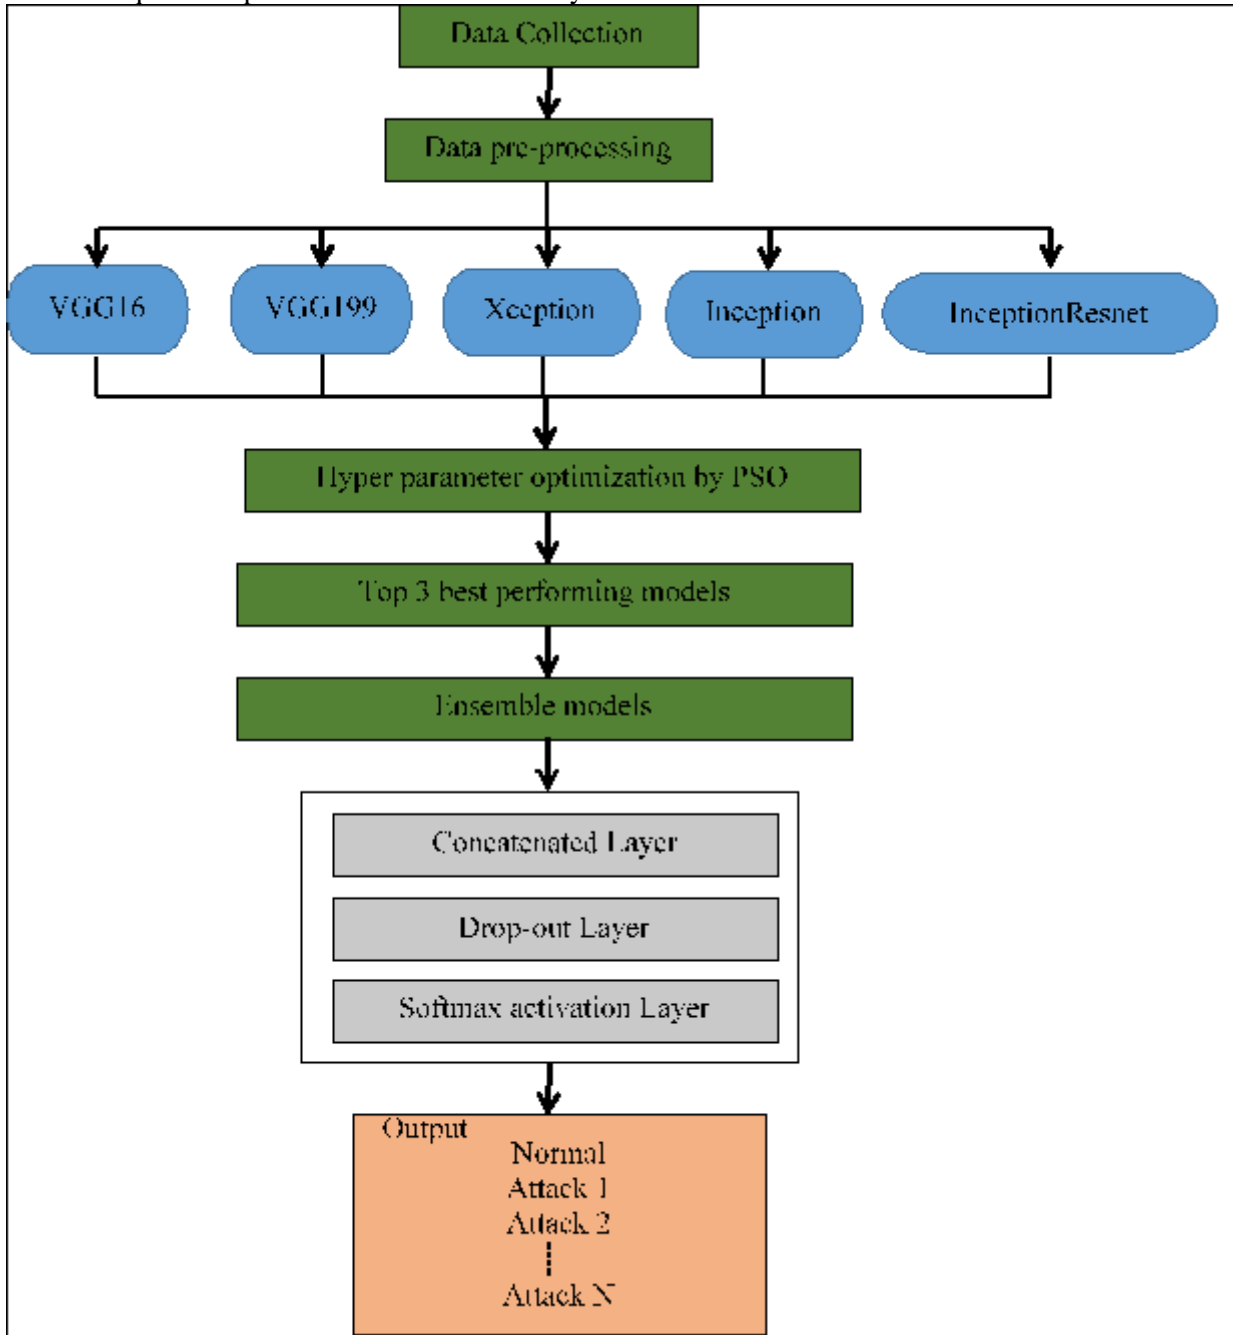 Data Collection
Data pre-processing
VGG16
VGG199
Xception
Inception
InceptionResnet
Hyper parameter optimization by PSO
Top 3 best performing models
Ensemble models
Concatenated Layer
Drop-out Layer
Softmax activation Layer
Output
Normal
Attack 1
Attack 2
Attack N